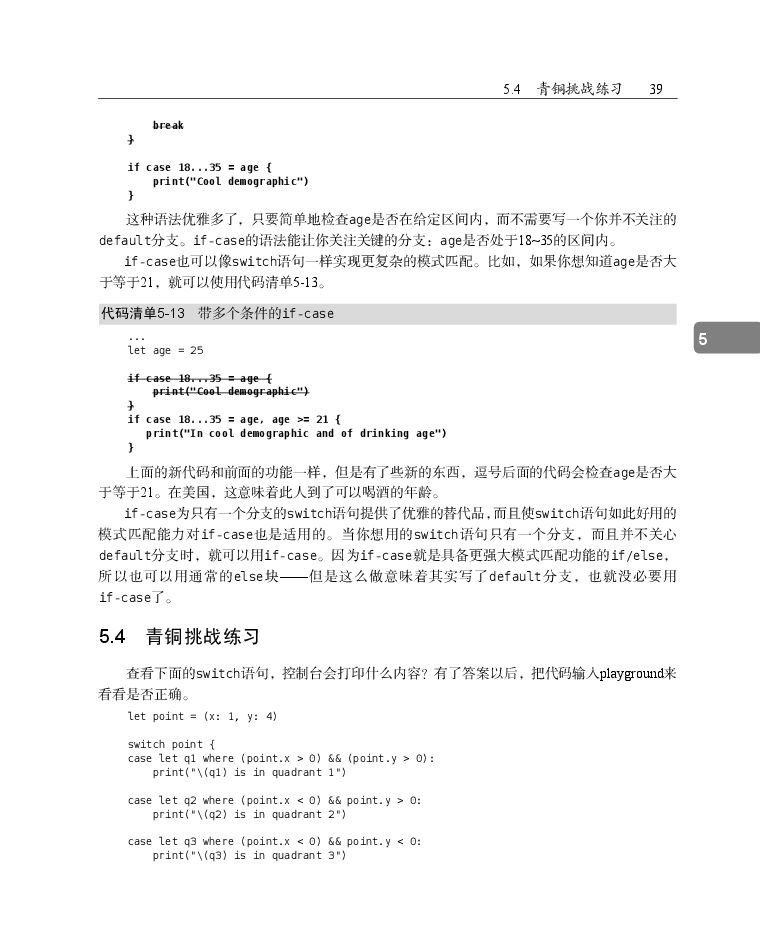 5.4 青铜挑战练习 39
break
}
if case 18...35 = age {
print("Cool demographic")
}
这种语法优雅多了，只要简单地检查age是否在给定区间内，而不需要写一个你并不关注的
default分支。if-case的语法能让你关注关键的分支：age是否处于18~35的区间内。
if-case也可以像switch语句一样实现更复杂的模式匹配。比如，如果你想知道age是否大
于等于21，就可以使用代码清单5-13。
代码清单5-13 带多个条件的if-case
...
let age = 25
5
if case 18...35 = age {
print("Cool demographic")
}
if case 18...35 = age, age >= 21 {
print("In cool demographic and of drinking age")
}
上面的新代码和前面的功能一样，但是有了些新的东西，逗号后面的代码会检查age是否大
于等于21。在美国，这意味着此人到了可以喝酒的年龄。
if-case为只有一个分支的switch语句提供了优雅的替代品，而且使switch语句如此好用的
模式匹配能力对if-case也是适用的。当你想用的switch语句只有一个分支，而且并不关心
default分支时，就可以用if-case。因为if-case就是具备更强大模式匹配功能的if/else，
所以也可以用通常的else块——但是这么做意味着其实写了default分支，也就没必要用
if-case了。
5.4 青铜挑战练习
查看下面的switch语句，控制台会打印什么内容？有了答案以后，把代码输入playground来
看看是否正确。
let point = (x: 1, y: 4)
switch point {
case let q1 where (point.x > 0) && (point.y > 0):
print("\(q1) is in quadrant 1")
case let q2 where (point.x < 0) && point.y > 0:
print("\(q2) is in quadrant 2")
case let q3 where (point.x < 0) && point.y < 0:
print("\(q3) is in quadrant 3")